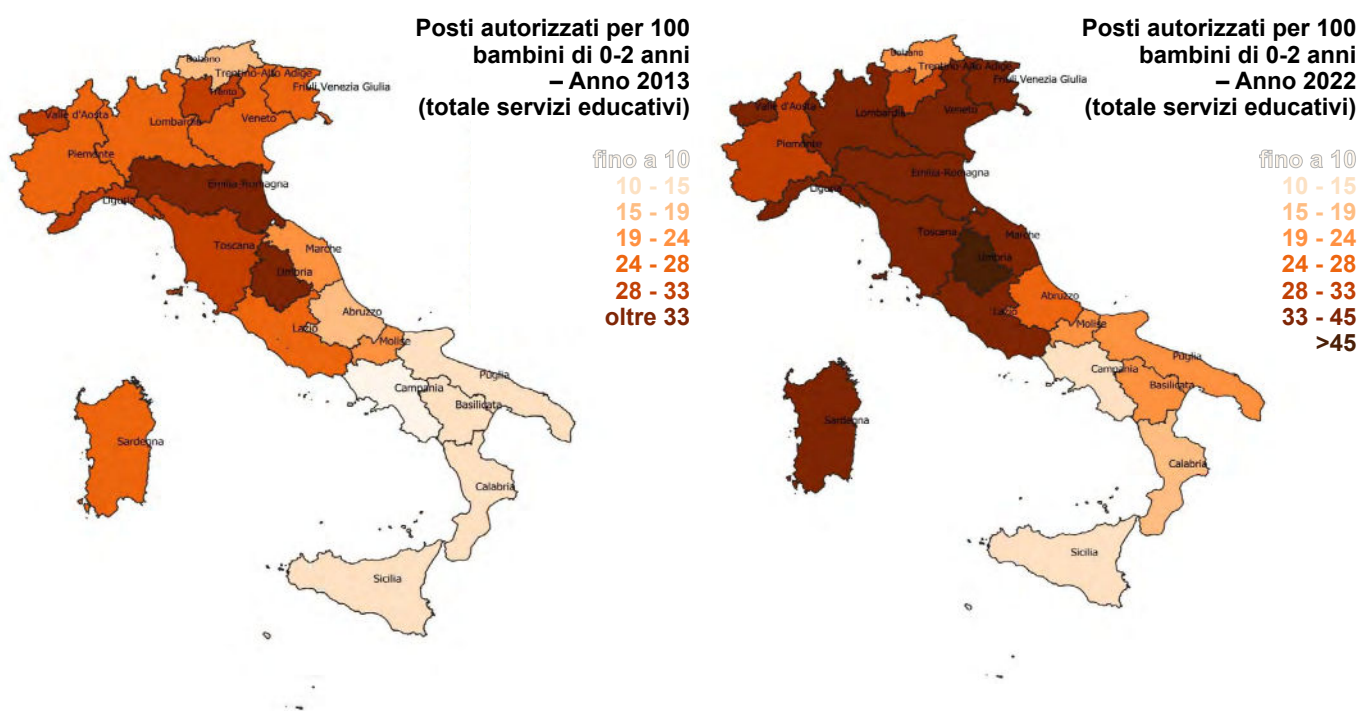 Posti autorizzati per 100
bambini di 0-2 anni
– Anno 2013
(totale servizi educativi)
fino a 10
10 - 15
15 - 19
19 - 24
24 - 28
28 - 33
oltre 33
Bolzano
Trentino-Alto Adige
Trento
Friuli Venezia Giulia
Valle d'Aosta
Lombardia
Veneto
Piemonte
Emilia-Romagna
Liguria
Toscana
Marche
Umbria
Lazio
Abruzzo
Molise
Campania
Puglia
Basilicata
Sardegna
Calabria
Sicilia
Posti autorizzati per 100
bambini di 0-2 anni
– Anno 2022
(totale servizi educativi)
fino a 10
10 - 15
15 - 19
19 - 24
24 - 28
28 - 33
33 - 45
>45
Bolzano
Trentino-Alto Adige
Friuli Venezia Giulia
Valle d'Aosta
Lombardia
Veneto
Piemonte
Emilia-Romagna
Liguria
Toscana
Marche
Umbria
Lazio
Abruzzo
Molise
Campania
Puglia
Basilicata
Sardegna
Calabria
Sicilia